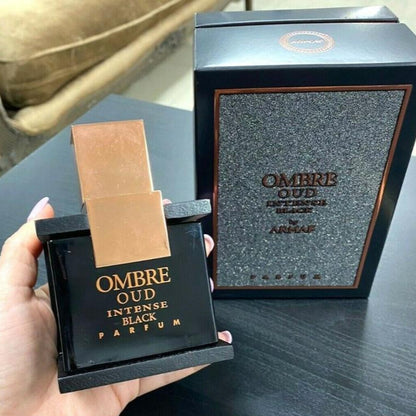 OMBRE
OUD
INTENSE
BLACK
PARFUM
OMBRE
OUD
INTENSE
BLACK
by
ARMAF
PARFUM